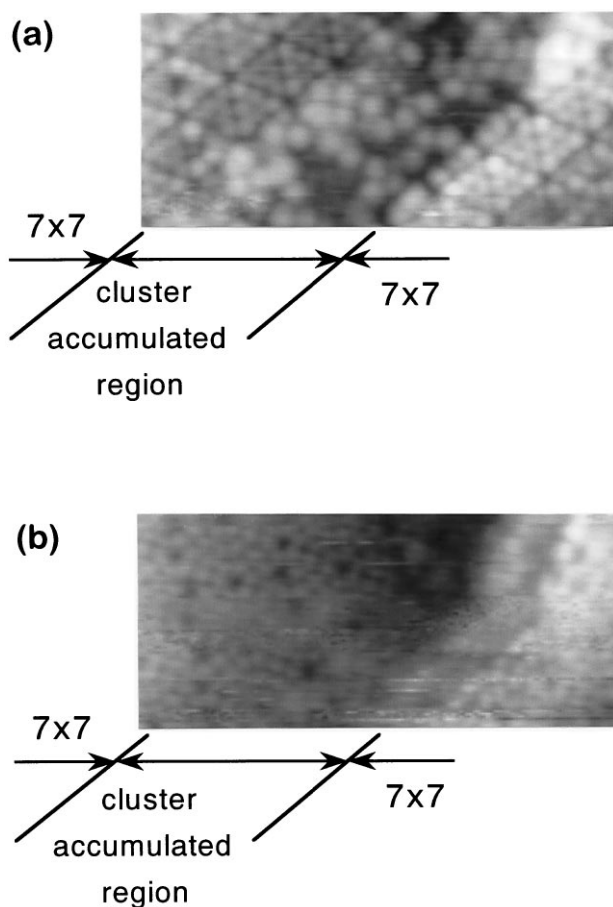 (a)
7x7
cluster
7x7
accumulated
region
(b)
7x7
cluster
7x7
accumulated
region